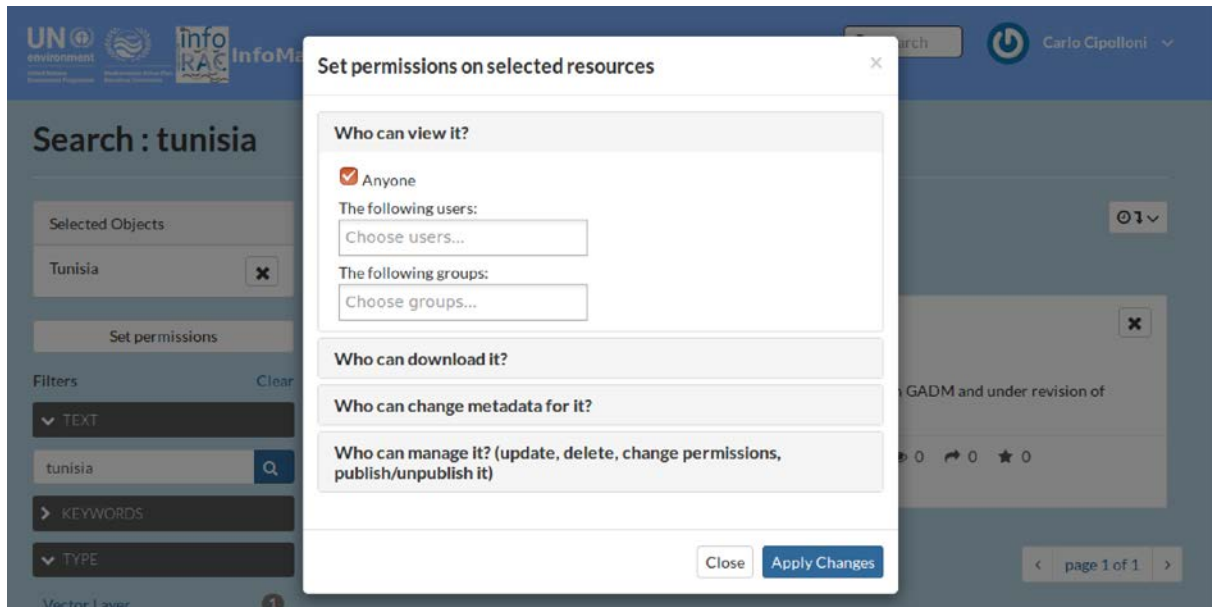 UN
environment
info
RAC
InfoMa
arch
Carlo Cipolloni
Search : tunisia
Selected Objects
Tunisia
Set permissions
Filters
Clear
TEXT
tunisia
KEYWORDS
TYPE
Vector Layer
1
Set permissions on selected resources
×
Who can view it?
Anyone
The following users:
Choose users...
The following groups:
Choose groups...
Who can download it?
Who can change metadata for it?
Who can manage it? (update, delete, change permissions,
publish/unpublish it)
Close
Apply Changes
GADM and under revision of
0 0 0
page 1 of 1